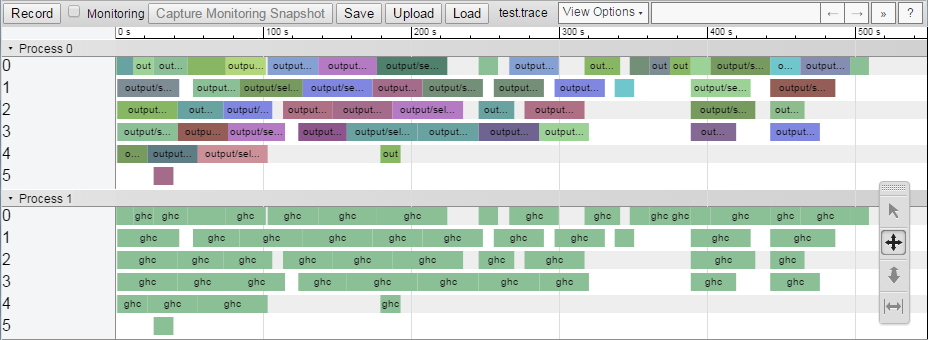 Record Monitoring Capture Monitoring Snapshot Save Upload Load test.trace View Options ← → » ?
0 s 100 s 200 s 300 s 400 s 500 s
Process 0
0 out out outpu... outpu... output... output... output/se... output... out out out output/s... o... output...
1 output/s... output... output/sel... output/se... output... output/s... output... output... output/se... output/s...
2 output... out... output/... output... output... output/sel... out... output... output/s... out...
3 output/s... outpu... output/s... output... output/sel... output/s... output/... output/... out... output...
4 o... output... output/sel... out
5
Process 1
0 ghc ghc ghc ghc ghc ghc ghc ghc ghc ghc ghc ghc ghc
1 ghc ghc ghc ghc ghc ghc ghc ghc ghc ghc
2 ghc ghc ghc ghc ghc ghc ghc ghc ghc ghc
3 ghc ghc ghc ghc ghc ghc ghc ghc ghc ghc
4 ghc ghc ghc ghc
5